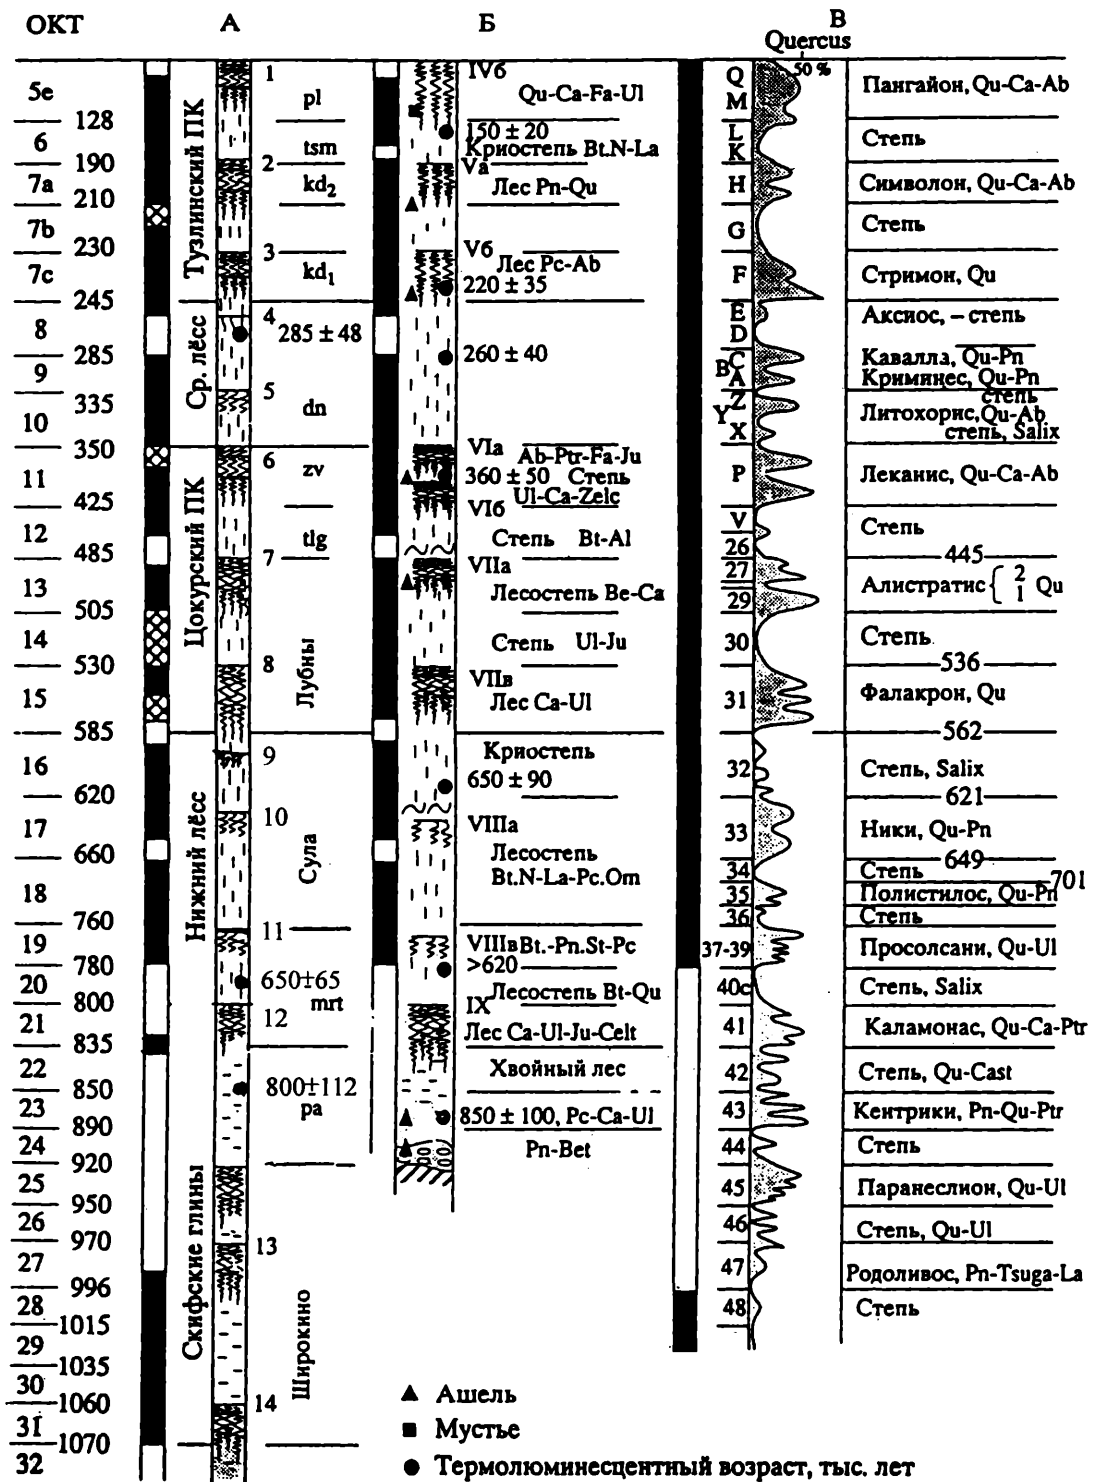 ОКТ А Б В
Quercus
50 %
5e
128
6
190
7a
210
7b
230
7c
245
8
285
9
335
10
350
11
425
12
485
13
505
14
530
15
585
16
620
17
660
18
760
19
780
20
800
21
835
22
850
23
890
24
920
25
950
26
970
27
996
28
1015
29
1035
30
1060
31
1070
32
Тузлинский ПК
Ср. лёсс
Цокурский ПК
Нижний лёсс
Скифские глины
1
pl
tsm
2
kd₂
3
kd₁
4
285 ± 48
5
dn
6
zv
tlg
7
8
Лубны
9
10
Сула
11
650±65
mrt
12
800±112
pa
13
Широкино
14
IVб
Qu-Ca-Fa-Ul
150 ± 20
Криостепь Bt.N-La
Va
Лес Pn-Qu
Vб
Лес Pc-Ab
220 ± 35
260 ± 40
VIa
Ab-Ptr-Fa-Ju
360 ± 50 Степь
Ul-Ca-Zelc
VIб
Степь Bt-Al
VIIa
Лесостепь Be-Ca
Степь Ul-Ju
VIIв
Лес Ca-Ul
Криостепь
650 ± 90
VIIIa
Лесостепь
Bt.N-La-Pc.Om
VIIIв Bt.-Pn.St-Pc
>620
Лесостепь Bt-Qu
IX
Лес Ca-Ul-Ju-Celt
Хвойный лес
850 ± 100, Pc-Ca-Ul
Pn-Bet
Q
M
Пангайон, Qu-Ca-Ab
L
K
Степь
H
Символон, Qu-Ca-Ab
G
Степь
F
Стримон, Qu
E
D
Аксиос, – степь
C
Кавалла, Qu-Pn
B
A
Криминес, Qu-Pn
степь
Z
Y
Литохорис, Qu-Ab
X
степь, Salix
P
Леканис, Qu-Ca-Ab
V
Степь
26
445
27
29
Алистратис { 2 1 Qu
30
Степь
536
31
Фалакрон, Qu
562
32
Степь, Salix
621
33
Ники, Qu-Pn
649
34
Степь
701
35
Полистилос, Qu-Pn
36
Степь
37-39
Просолсани, Qu-Ul
40c
Степь, Salix
41
Каламонас, Qu-Ca-Ptr
42
Степь, Qu-Cast
43
Кентрики, Pn-Qu-Ptr
44
Степь
45
Паранеслион, Qu-Ul
46
Степь, Qu-Ul
47
Родоливос, Pn-Tsuga-La
48
Степь
Ашель
Мустье
Термолюминесцентный возраст, тыс. лет